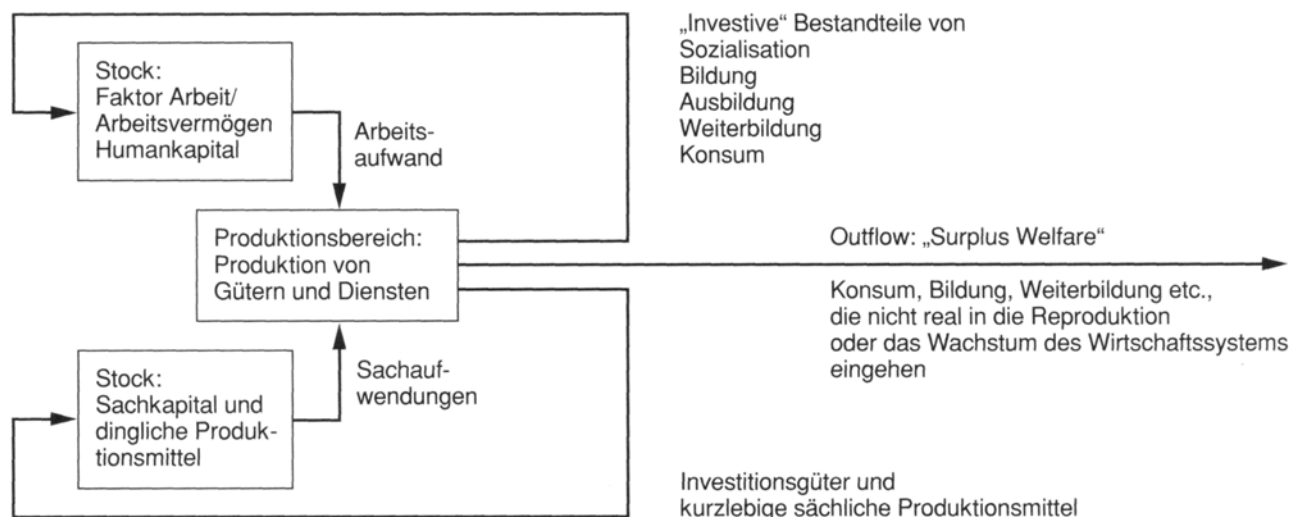 „Investive“ Bestandteile von
Sozialisation
Bildung
Ausbildung
Weiterbildung
Konsum
Stock:
Faktor Arbeit/
Arbeitsvermögen
Humankapital
Arbeits-
aufwand
Produktionsbereich:
Produktion von
Gütern und Diensten
Outflow: „Surplus Welfare“
Konsum, Bildung, Weiterbildung etc.,
die nicht real in die Reproduktion
oder das Wachstum des Wirtschaftssystems
eingehen
Stock:
Sachkapital und
dingliche Produk-
tionsmittel
Sachauf-
wendungen
Investitionsgüter und
kurzlebige sächliche Produktionsmittel